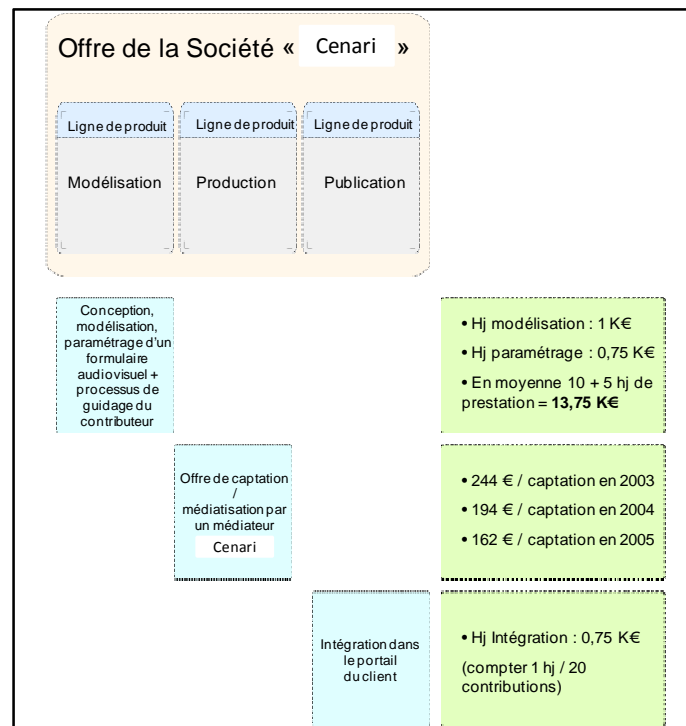 Offre de la Société « Cenari »
Ligne de produit
Modélisation
Ligne de produit
Production
Ligne de produit
Publication
Conception,
modélisation,
paramétrage d'un
formulaire
audiovisuel +
processus de
guidage du
contributeur
• Hj modélisation : 1 K€
• Hj paramétrage : 0,75 K€
• En moyenne 10 + 5 hj de
prestation = 13,75 K€
Offre de captation
/
médiatisation par
un médiateur
Cenari
• 244 € / captation en 2003
• 194 € / captation en 2004
• 162 € / captation en 2005
Intégration dans
le portail
du client
• Hj Intégration : 0,75 K€
(compter 1 hj / 20
contributions)